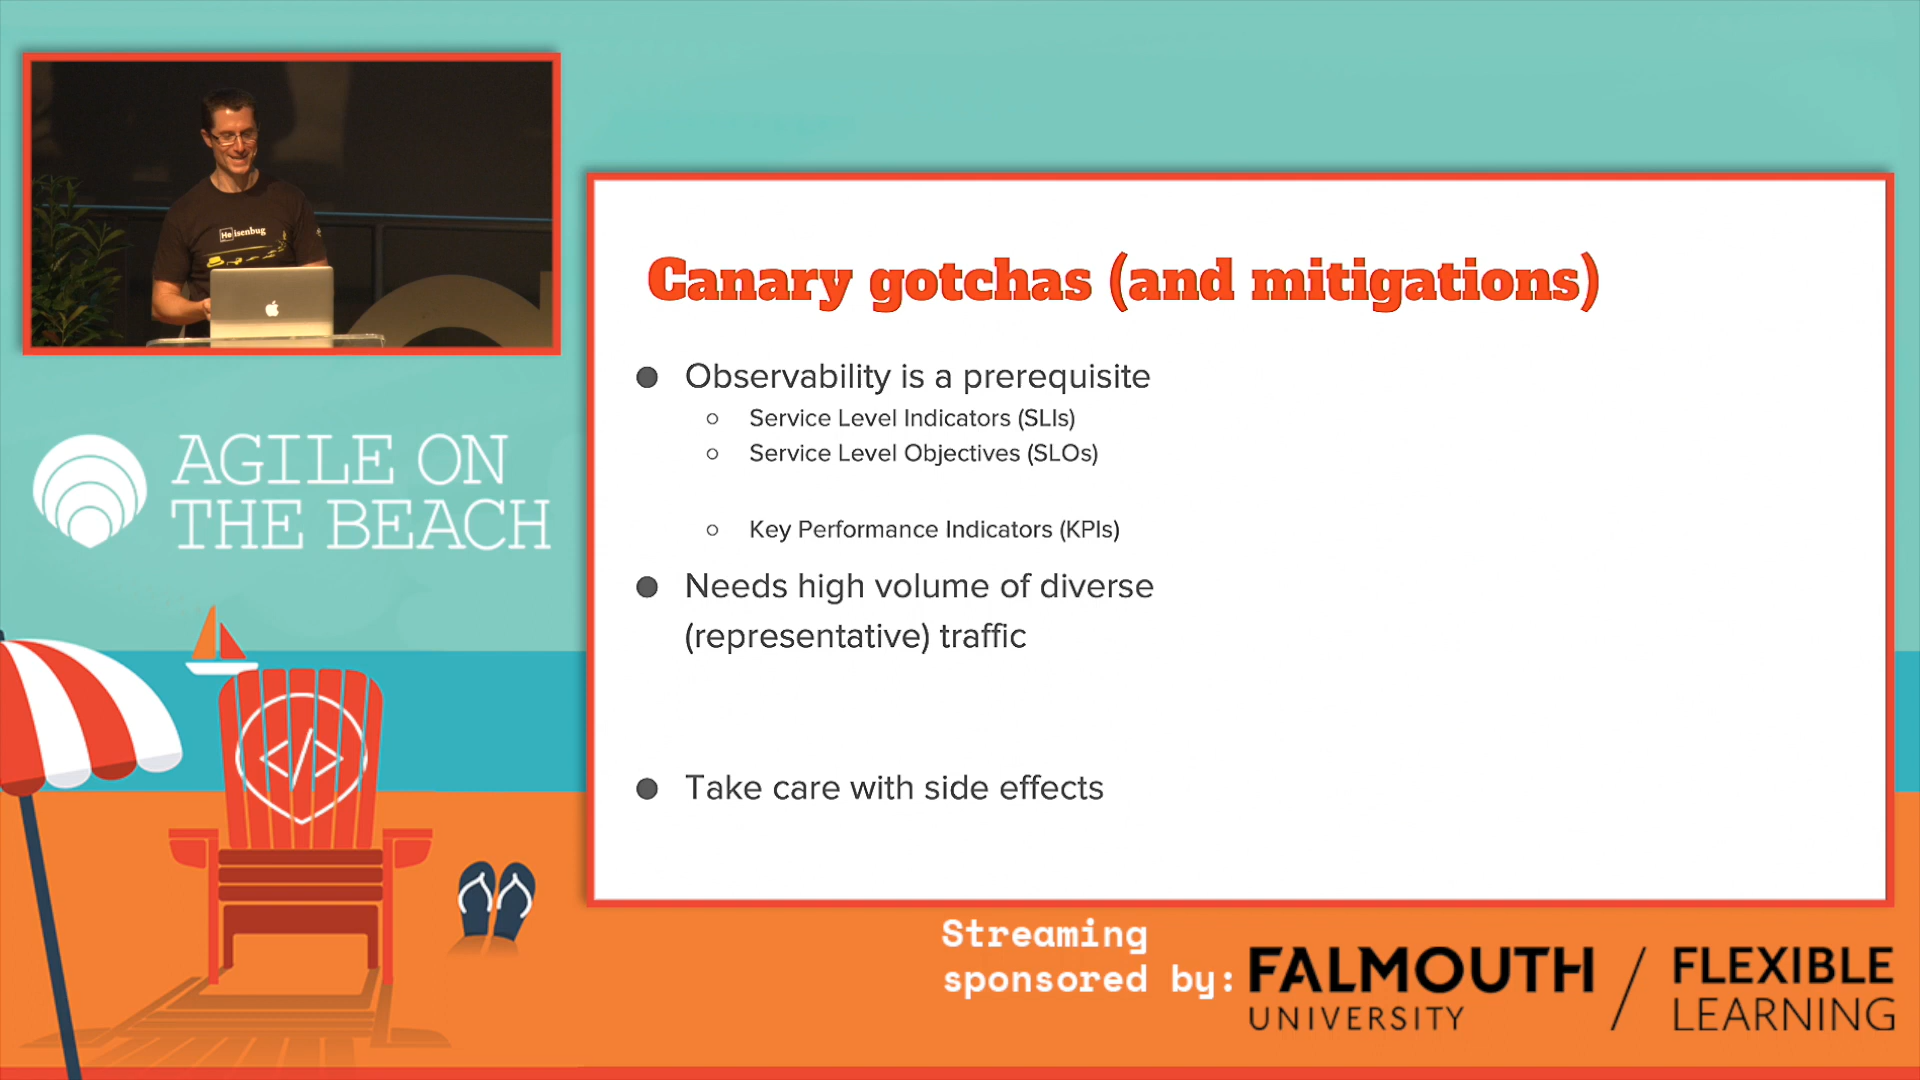 Heisenbug
AGILE ON
THE BEACH
</>
Canary gotchas (and mitigations)
● Observability is a prerequisite
○ Service Level Indicators (SLIs)
○ Service Level Objectives (SLOs)
○ Key Performance Indicators (KPIs)
● Needs high volume of diverse
(representative) traffic
● Take care with side effects
Streaming
sponsored by:
FALMOUTH
UNIVERSITY
/
FLEXIBLE
LEARNING